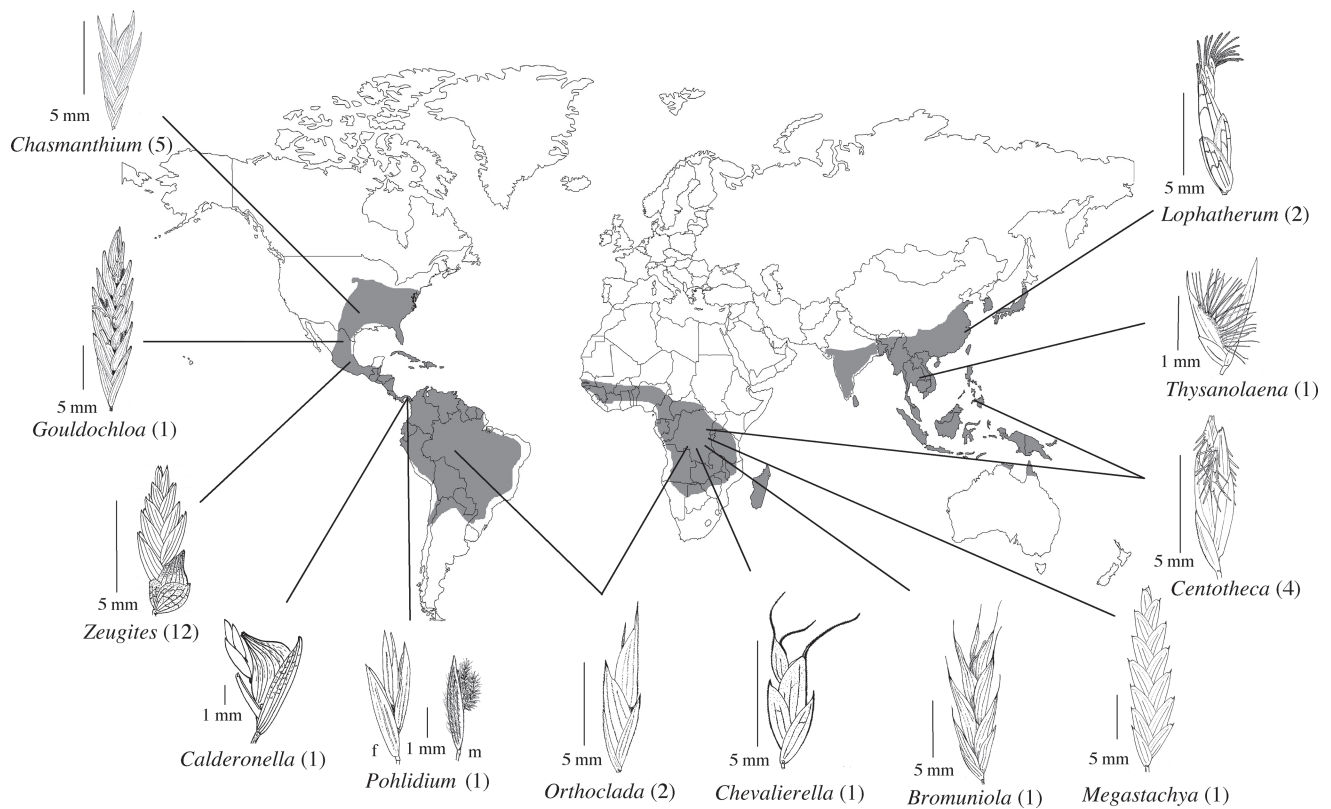 5 mm
Chasmanthium (5)
5 mm
Gouldochloa (1)
5 mm
Zeugites (12)
1 mm
Calderonella (1)
f
1 mm
m
Pohlidium (1)
5 mm
Orthoclada (2)
5 mm
Chevalierella (1)
5 mm
Bromuniola (1)
5 mm
Megastachya (1)
5 mm
Lophatherum (2)
1 mm
Thysanolaena (1)
5 mm
Centotheca (4)